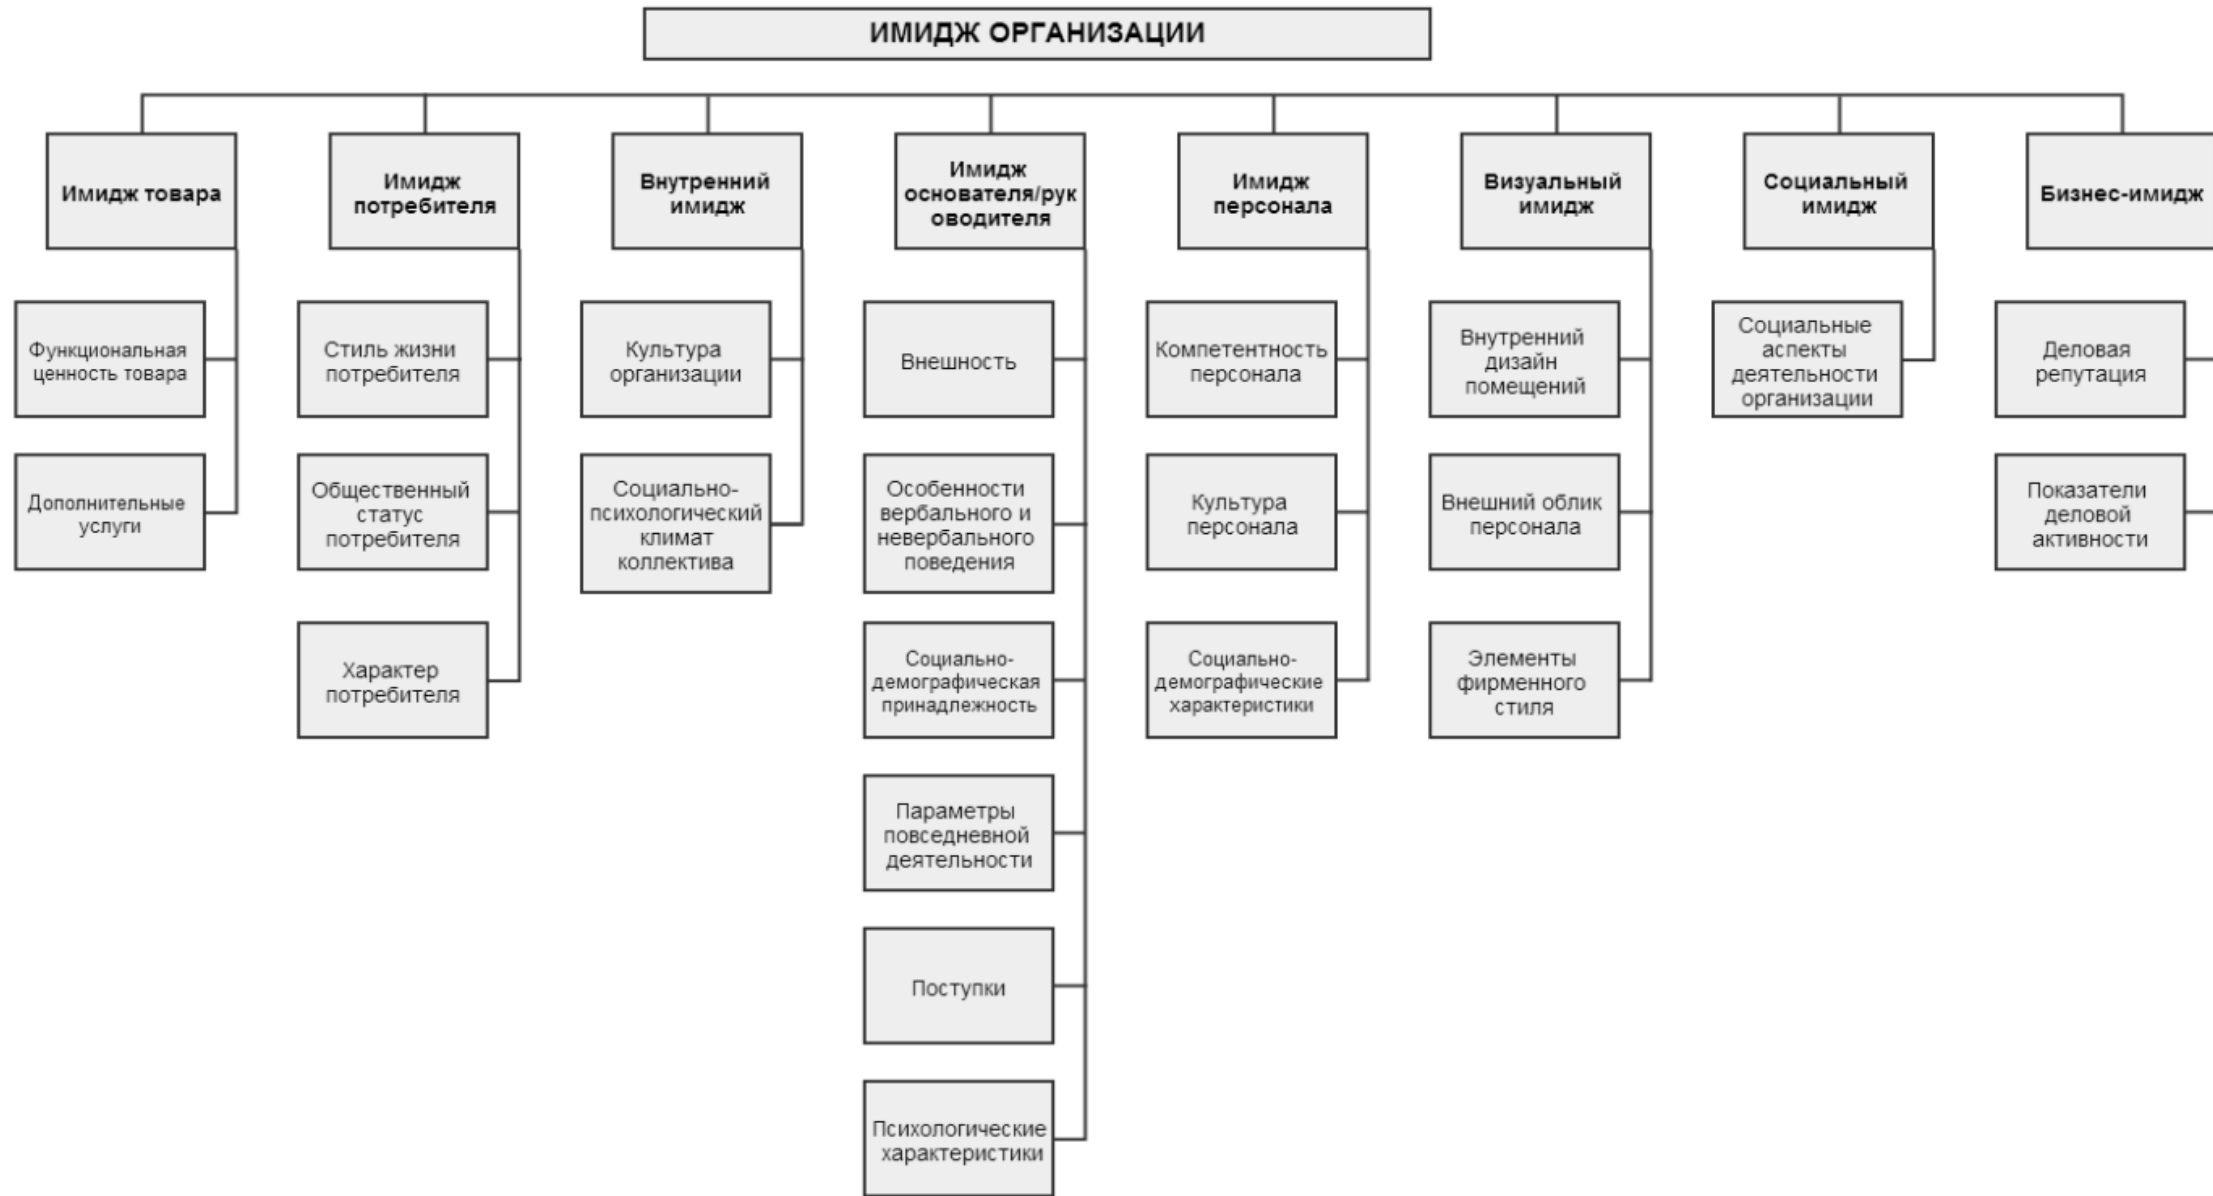 ИМИДЖ ОРГАНИЗАЦИИ
Имидж товара
Имидж
потребителя
Внутренний
имидж
Имидж
основателя/рук
оводителя
Имидж
персонала
Визуальный
имидж
Социальный
имидж
Бизнес-имидж
Функциональная
ценность товара
Стиль жизни
потребителя
Культура
организации
Внешность
Компетентность
персонала
Внутренний
дизайн
помещений
Социальные
аспекты
деятельности
организации
Деловая
репутация
Дополнительные
услуги
Общественный
статус
потребителя
Социально-
психологический
климат
коллектива
Особенности
вербального и
невербального
поведения
Культура
персонала
Внешний облик
персонала
Показатели
деловой
активности
Характер
потребителя
Социально-
демографическая
принадлежность
Социально-
демографические
характеристики
Элементы
фирменного
стиля
Параметры
повседневной
деятельности
Поступки
Психологические
характеристики